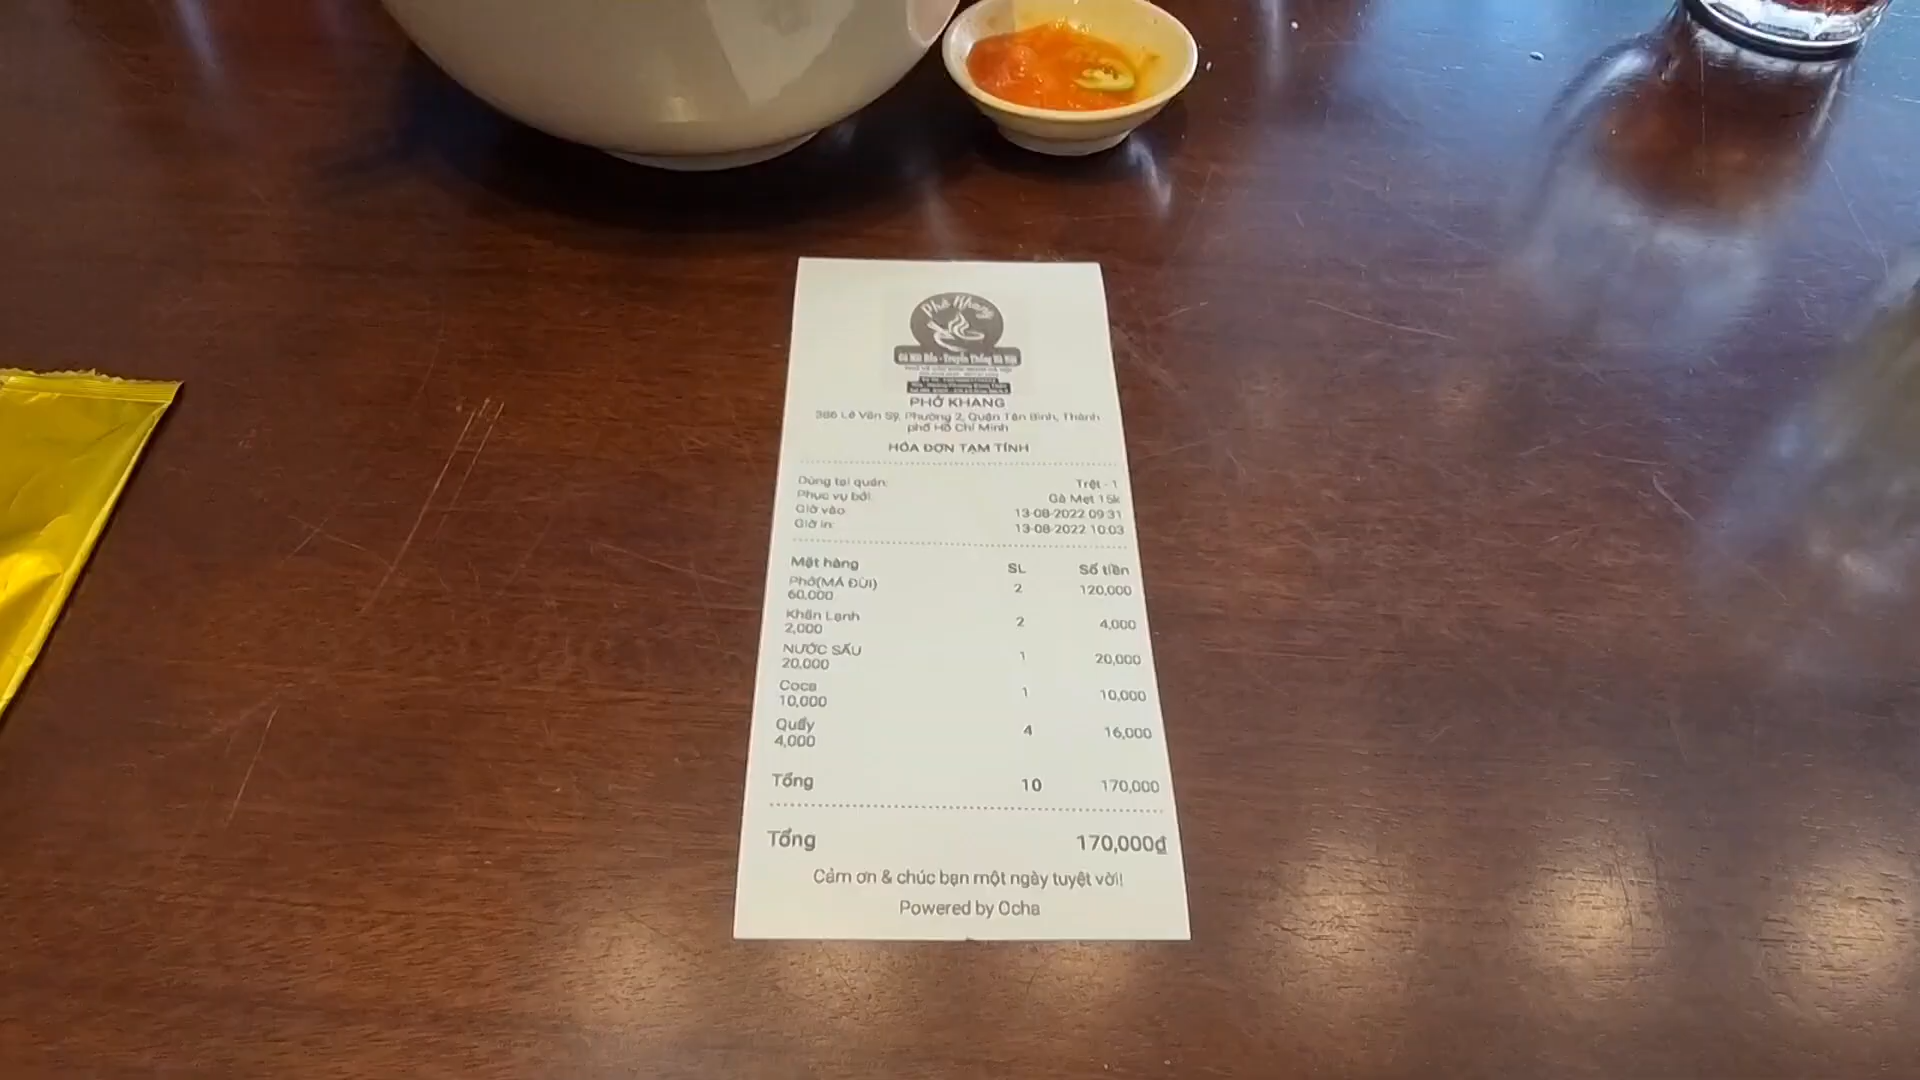 Phở Khang
PHỞ KHANG
386 Lê Văn Sỹ, Phường 2, Quận Tân Bình, Thành
phố Hồ Chí Minh
HÓA ĐƠN TẠM TÍNH
Dùng tại quán: Trệt - 1
Phục vụ bởi: Gà Mẹt 15k
Giờ vào: 13-08-2022 09:31
Giờ in: 13-08-2022 10:03
Mặt hàng SL Số tiền
Phở(MÁ ĐÙI) 2 120,000
60,000
Khăn Lạnh 2 4,000
2,000
NƯỚC SẤU 1 20,000
20,000
Coca 1 10,000
10,000
Quẩy 4 16,000
4,000
Tổng 10 170,000
Tổng 170,000₫
Cảm ơn & chúc bạn một ngày tuyệt vời!
Powered by Ocha